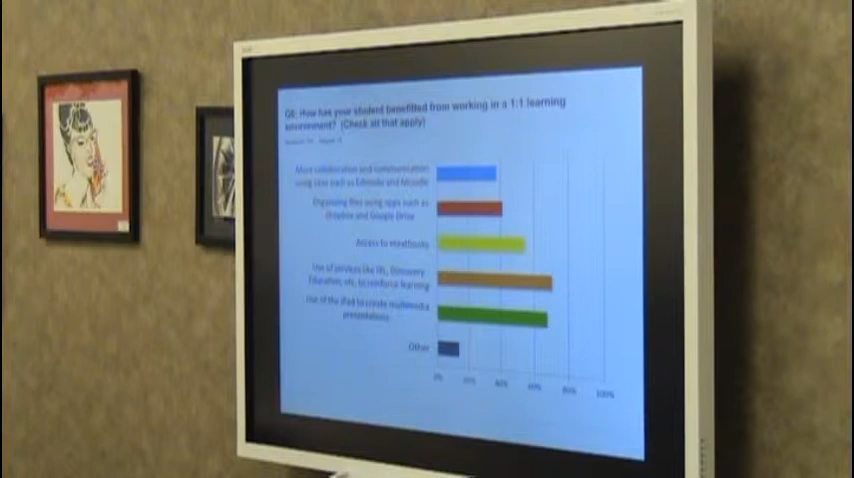 Q8: How has your student benefitted from working in a 1:1 learning
environment? (Check all that apply)
More collaboration and communication
using sites such as Edmodo and Moodle
Organizing files using apps such as
Dropbox and Google Drive
Access to
Use of services like
Education, etc. to reinforce learning
Use of the iPad to create multimedia
presentations
Other
0% 20% 40% 60% 80% 100%